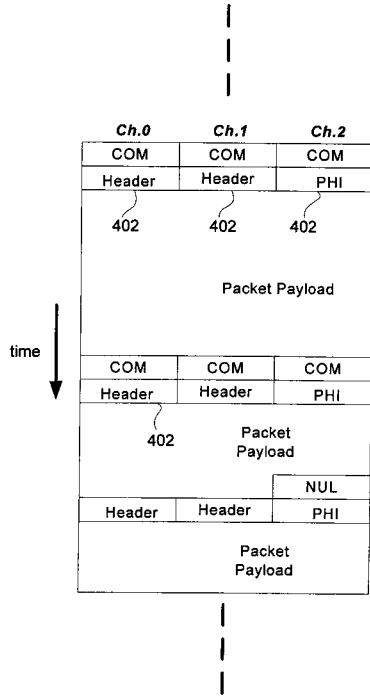 Ch.0 Ch.1 Ch.2
COM COM COM
Header Header PHI
402 402 402
Packet Payload
time
COM COM COM
Header Header PHI
402
Packet
Payload
NUL
Header Header PHI
Packet
Payload